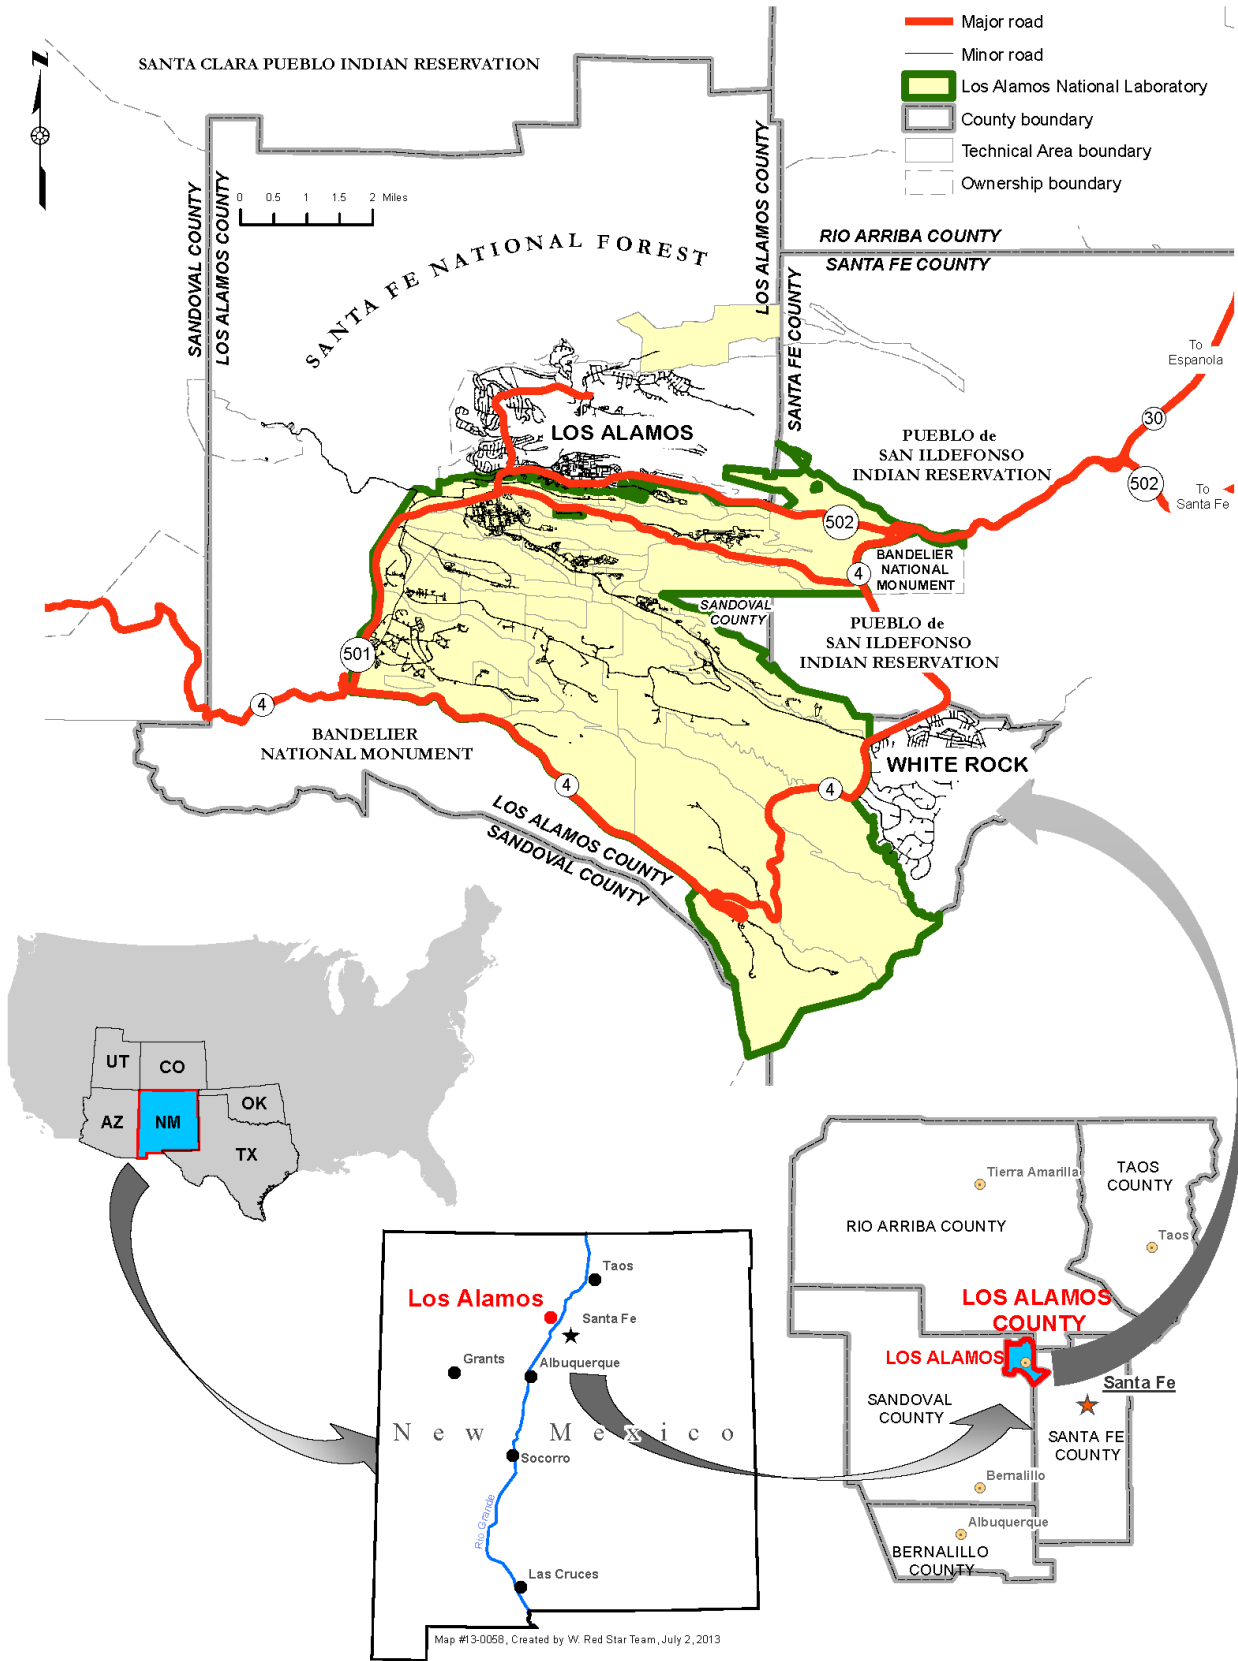 Major road
Minor road
Los Alamos National Laboratory
County boundary
Technical Area boundary
Ownership boundary
Z
SANTA CLARA PUEBLO INDIAN RESERVATION
0 0.5 1 2 Miles
SANDOVAL COUNTY
LOS ALAMOS COUNTY
LOS ALAMOS COUNTY
SANTA FE COUNTY
RIO ARRIBA COUNTY
SANTA FE COUNTY
SANTA FE NATIONAL FOREST
To
Espanola
30
502
To
Santa Fe
LOS ALAMOS
PUEBLO de
SAN ILDEFONSO
INDIAN RESERVATION
502
BANDELIER
NATIONAL
MONUMENT
4
SANDOVAL
COUNTY
PUEBLO de
SAN ILDEFONSO
INDIAN RESERVATION
501
4
BANDELIER
NATIONAL MONUMENT
WHITE ROCK
4
4
LOS ALAMOS COUNTY
SANDOVAL COUNTY
UT
CO
AZ
NM
OK
TX
Taos
Los Alamos
Santa Fe
Grants
Albuquerque
New Mexico
Socorro
Rio Grande
Las Cruces
Map #13-0058, Created by W. Red Star Team, July 2, 2013
Tierra Amarilla
TAOS
COUNTY
RIO ARRIBA COUNTY
Taos
LOS ALAMOS
COUNTY
LOS ALAMOS
Santa Fe
SANDOVAL
COUNTY
SANTA FE
COUNTY
Bernalillo
Albuquerque
BERNALILLO
COUNTY